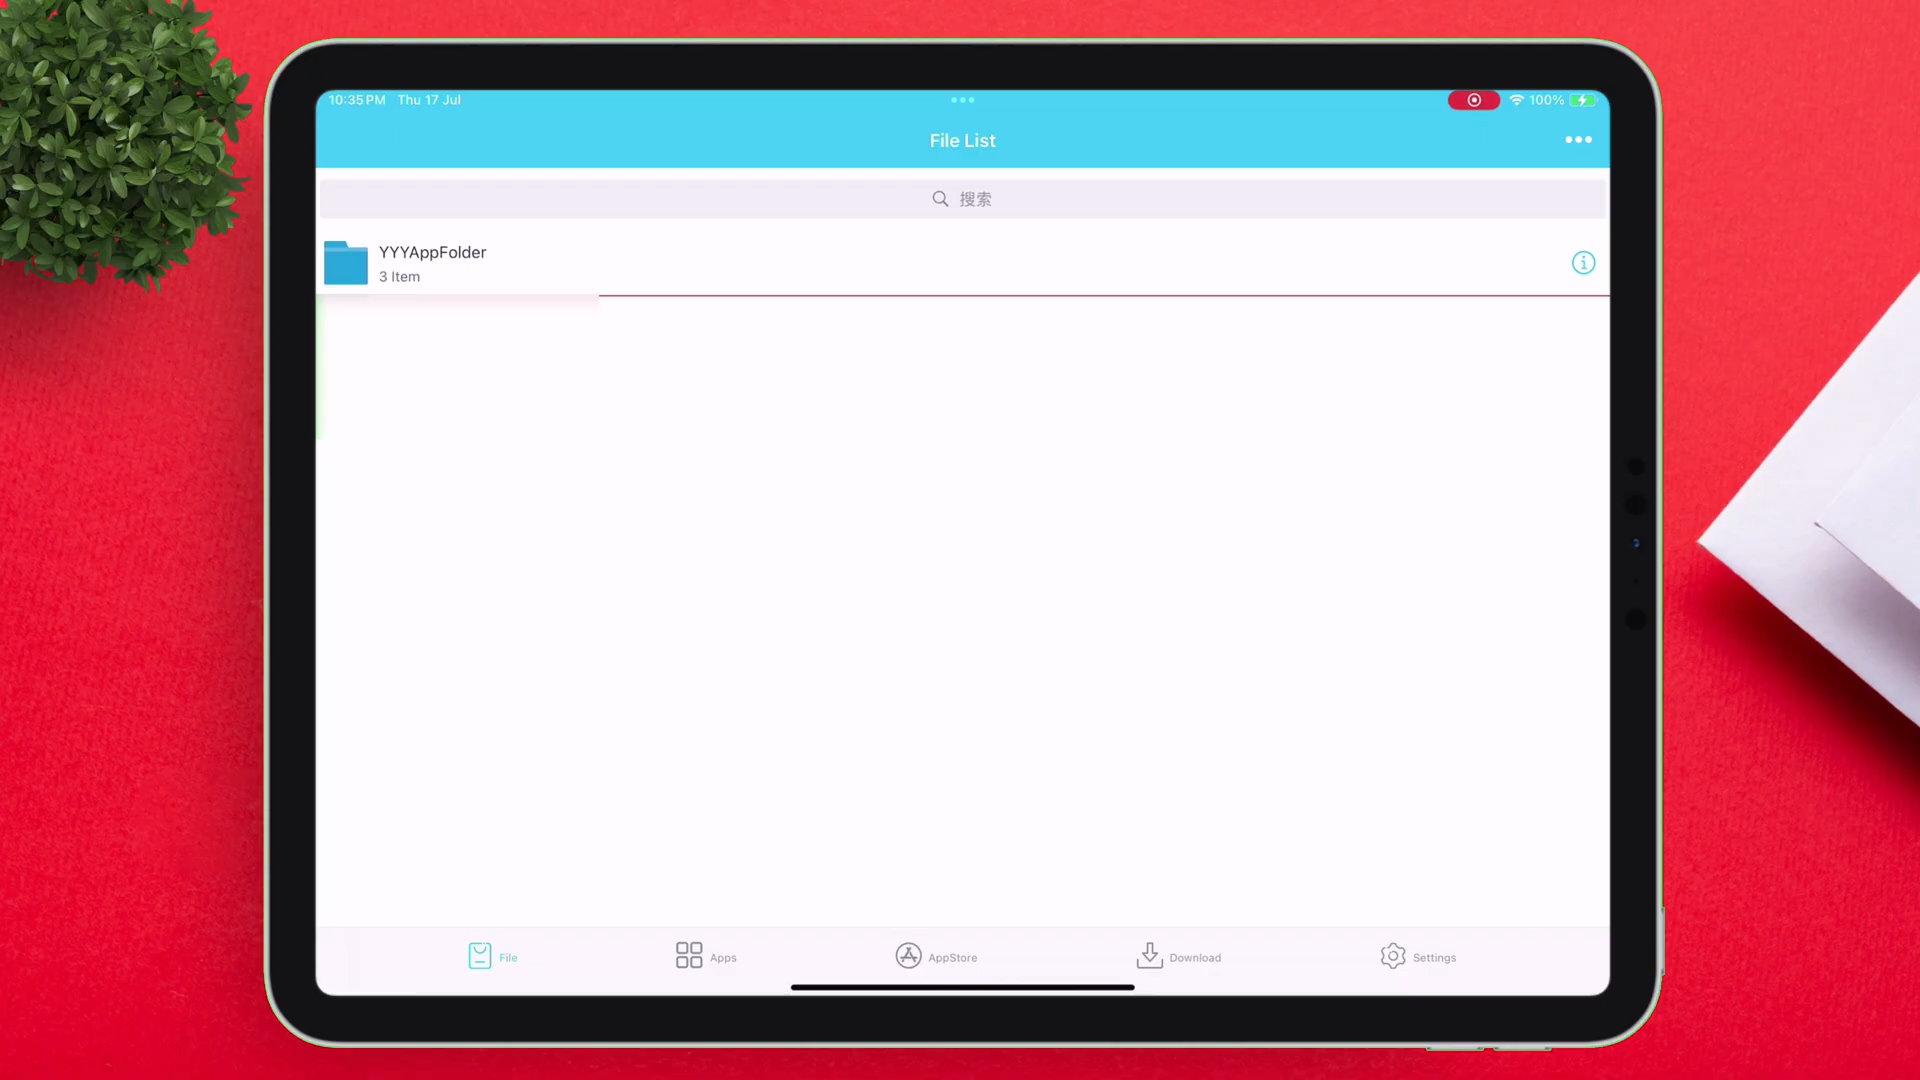 10:35 PM Thu 17 Jul
100%
File List
搜索
YYYAppFolder
3 Item
File
Apps
AppStore
Download
Settings